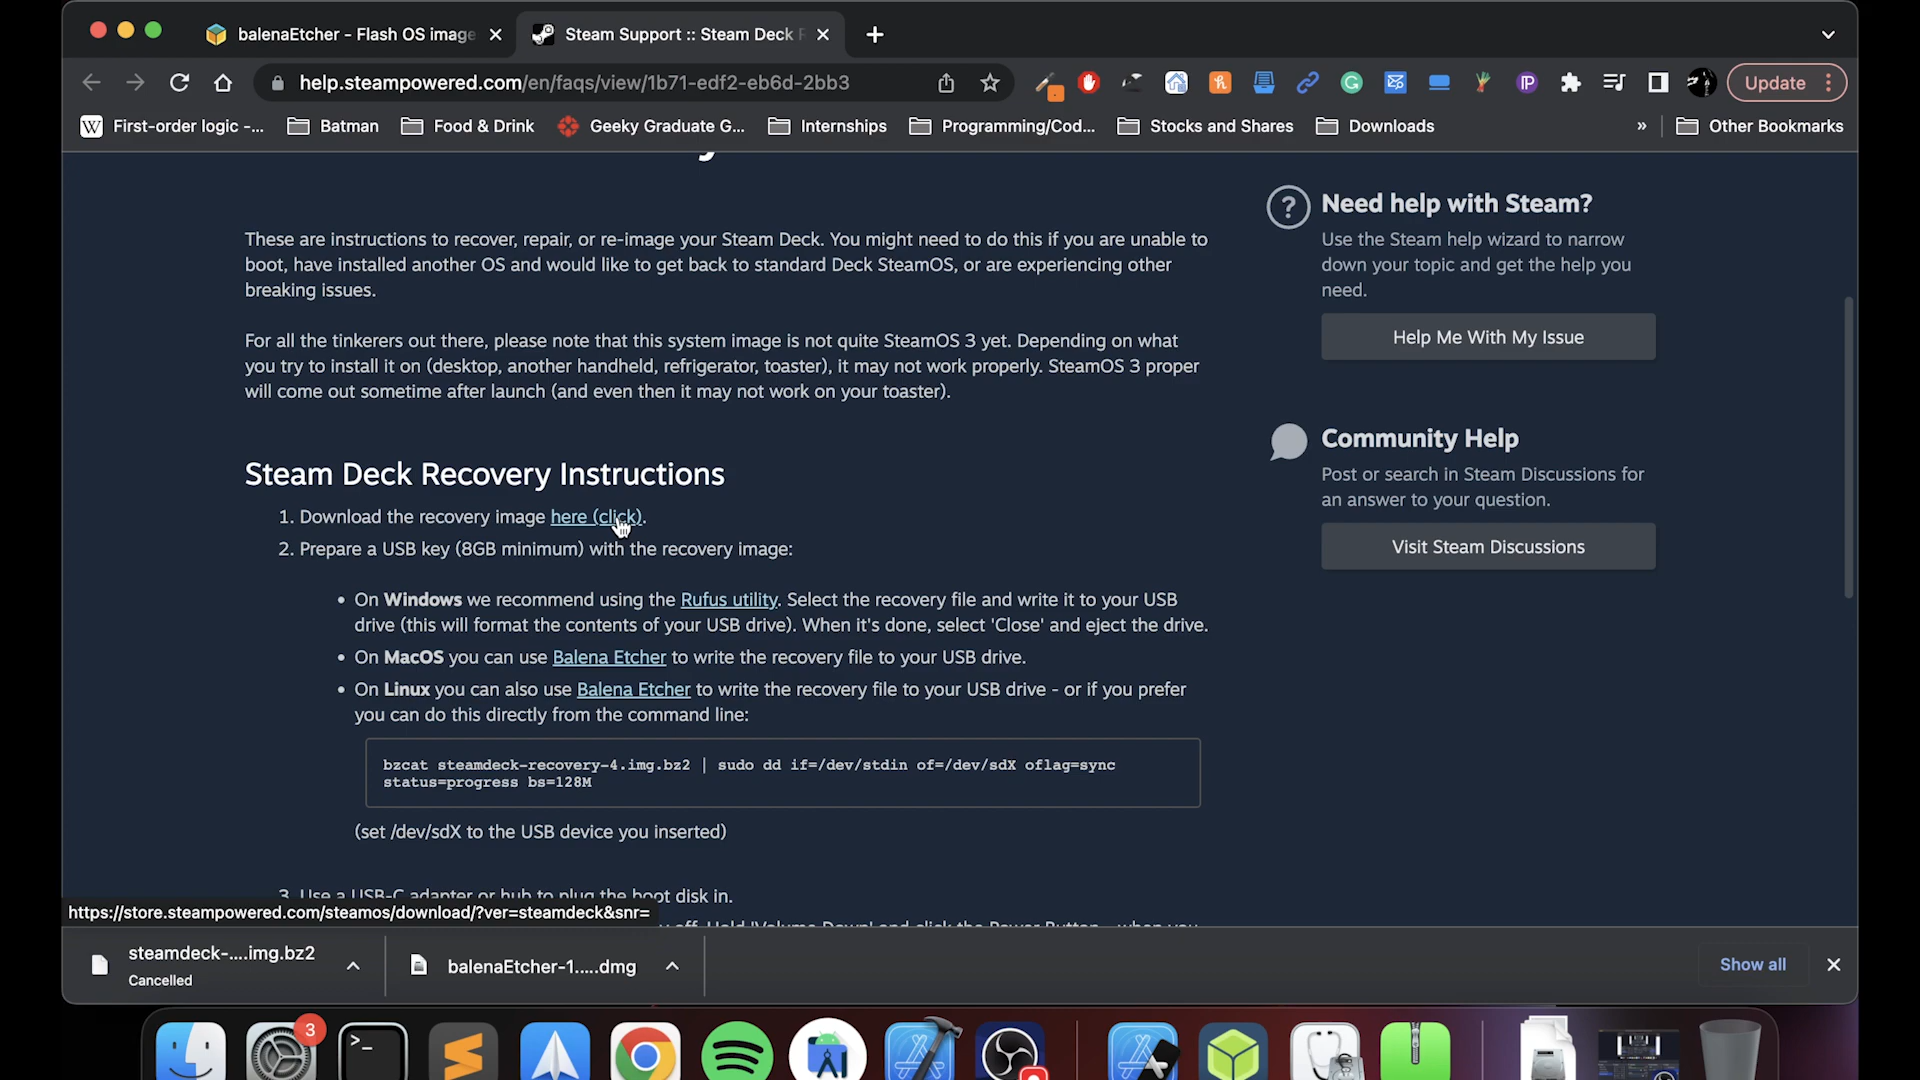 balenaEtcher - Flash OS image
Steam Support :: Steam Deck R
help.steampowered.com/en/faqs/view/1b71-edf2-eb6d-2bb3
Update
First-order logic -...
Batman
Food & Drink
Geeky Graduate G...
Internships
Programming/Cod...
Stocks and Shares
Downloads
»
Other Bookmarks
These are instructions to recover, repair, or re-image your Steam Deck. You might need to do this if you are unable to
boot, have installed another OS and would like to get back to standard Deck SteamOS, or are experiencing other
breaking issues.
For all the tinkerers out there, please note that this system image is not quite SteamOS 3 yet. Depending on what
you try to install it on (desktop, another handheld, refrigerator, toaster), it may not work properly. SteamOS 3 proper
will come out sometime after launch (and even then it may not work on your toaster).
Steam Deck Recovery Instructions
1. Download the recovery image here (click).
2. Prepare a USB key (8GB minimum) with the recovery image:
• On Windows we recommend using the Rufus utility. Select the recovery file and write it to your USB
drive (this will format the contents of your USB drive). When it's done, select 'Close' and eject the drive.
• On MacOS you can use Balena Etcher to write the recovery file to your USB drive.
• On Linux you can also use Balena Etcher to write the recovery file to your USB drive - or if you prefer
you can do this directly from the command line:
bzcat steamdeck-recovery-4.img.bz2 | sudo dd if=/dev/stdin of=/dev/sdX oflag=sync
status=progress bs=128M
(set /dev/sdX to the USB device you inserted)
3. Use a USB-C adapter or hub to plug the boot disk in.
off. Hold 'Volume Down' and click the Power Button - when you
Need help with Steam?
Use the Steam help wizard to narrow
down your topic and get the help you
need.
Help Me With My Issue
Community Help
Post or search in Steam Discussions for
an answer to your question.
Visit Steam Discussions
https://store.steampowered.com/steamos/download/?ver=steamdeck&snr=
steamdeck-....img.bz2
Cancelled
balenaEtcher-1.....dmg
Show all
3